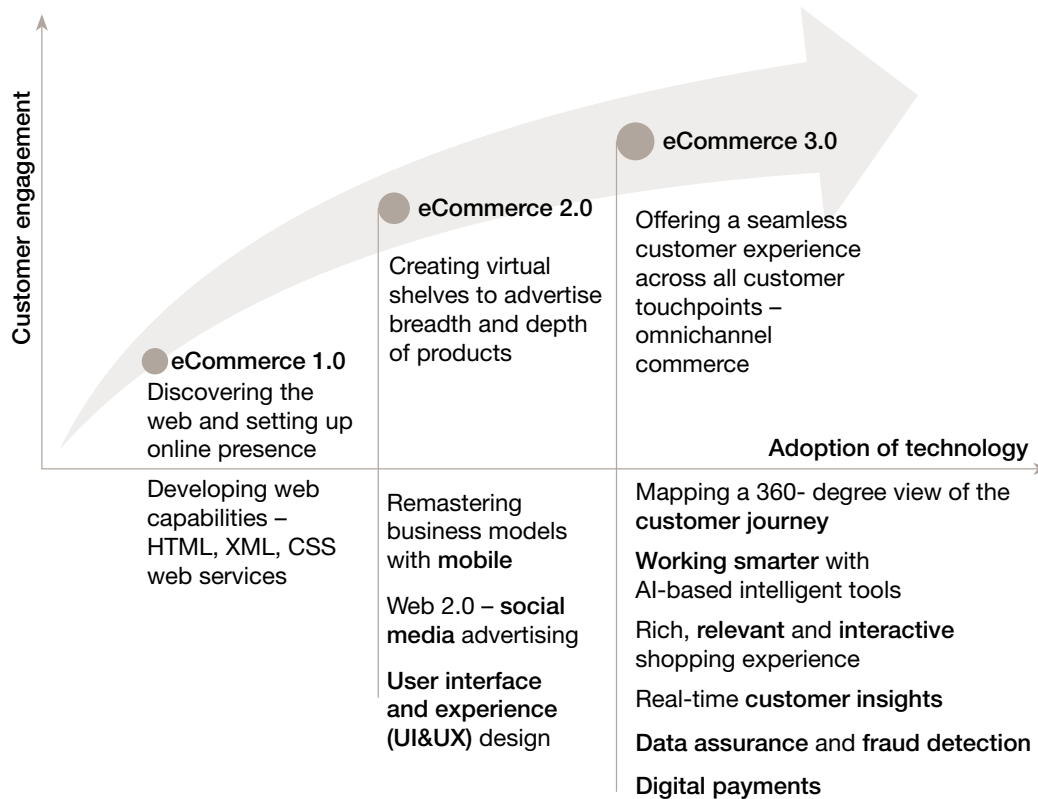 Customer engagement
eCommerce 1.0
Discovering the
web and setting up
online presence
Developing web
capabilities –
HTML, XML, CSS
web services
eCommerce 2.0
Creating virtual
shelves to advertise
breadth and depth
of products
Remastering
business models
with mobile
Web 2.0 – social
media advertising
User interface
and experience
(UI&UX) design
eCommerce 3.0
Offering a seamless
customer experience
across all customer
touchpoints –
omnichannel
commerce
Adoption of technology
Mapping a 360- degree view of the
customer journey
Working smarter with
AI-based intelligent tools
Rich, relevant and interactive
shopping experience
Real-time customer insights
Data assurance and fraud detection
Digital payments